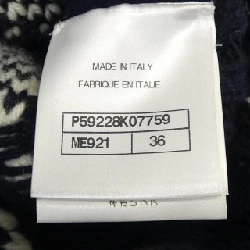 MADE IN ITALY
FABRIQUE EN ITALIE
P59228K07759
ME921 36